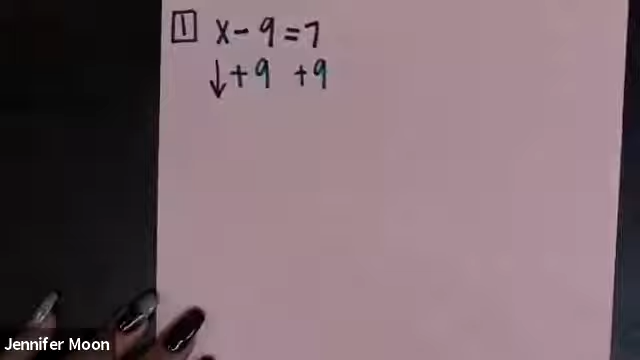 1 x - 9 = 7
↓ + 9 + 9
Jennifer Moon